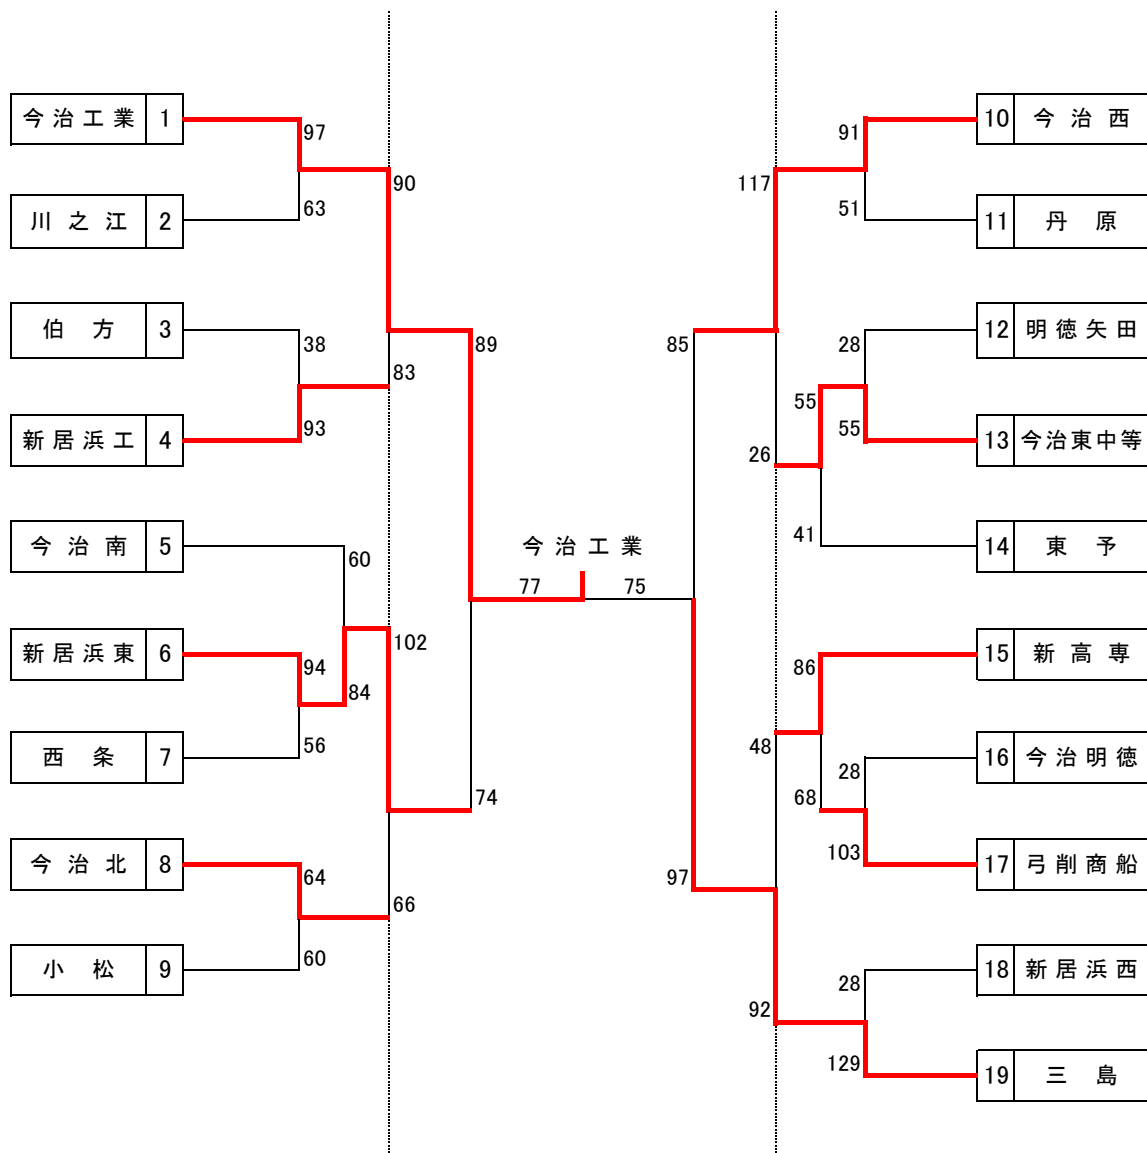 今治工業 1
97
90
63
川之江 2
伯方 3
38
83
93
新居浜工 4
89
今治南 5
60
102
新居浜東 6
94
84
56
西条 7
74
今治北 8
64
66
60
小松 9
今治工業
77 75
10 今治西
91
117
51
11 丹原
85
12 明徳矢田
28
55
55
13 今治東中等
26
41
14 東予
15 新高専
86
48
16 今治明徳
28
68
103
17 弓削商船
97
18 新居浜西
28
92
129
19 三島